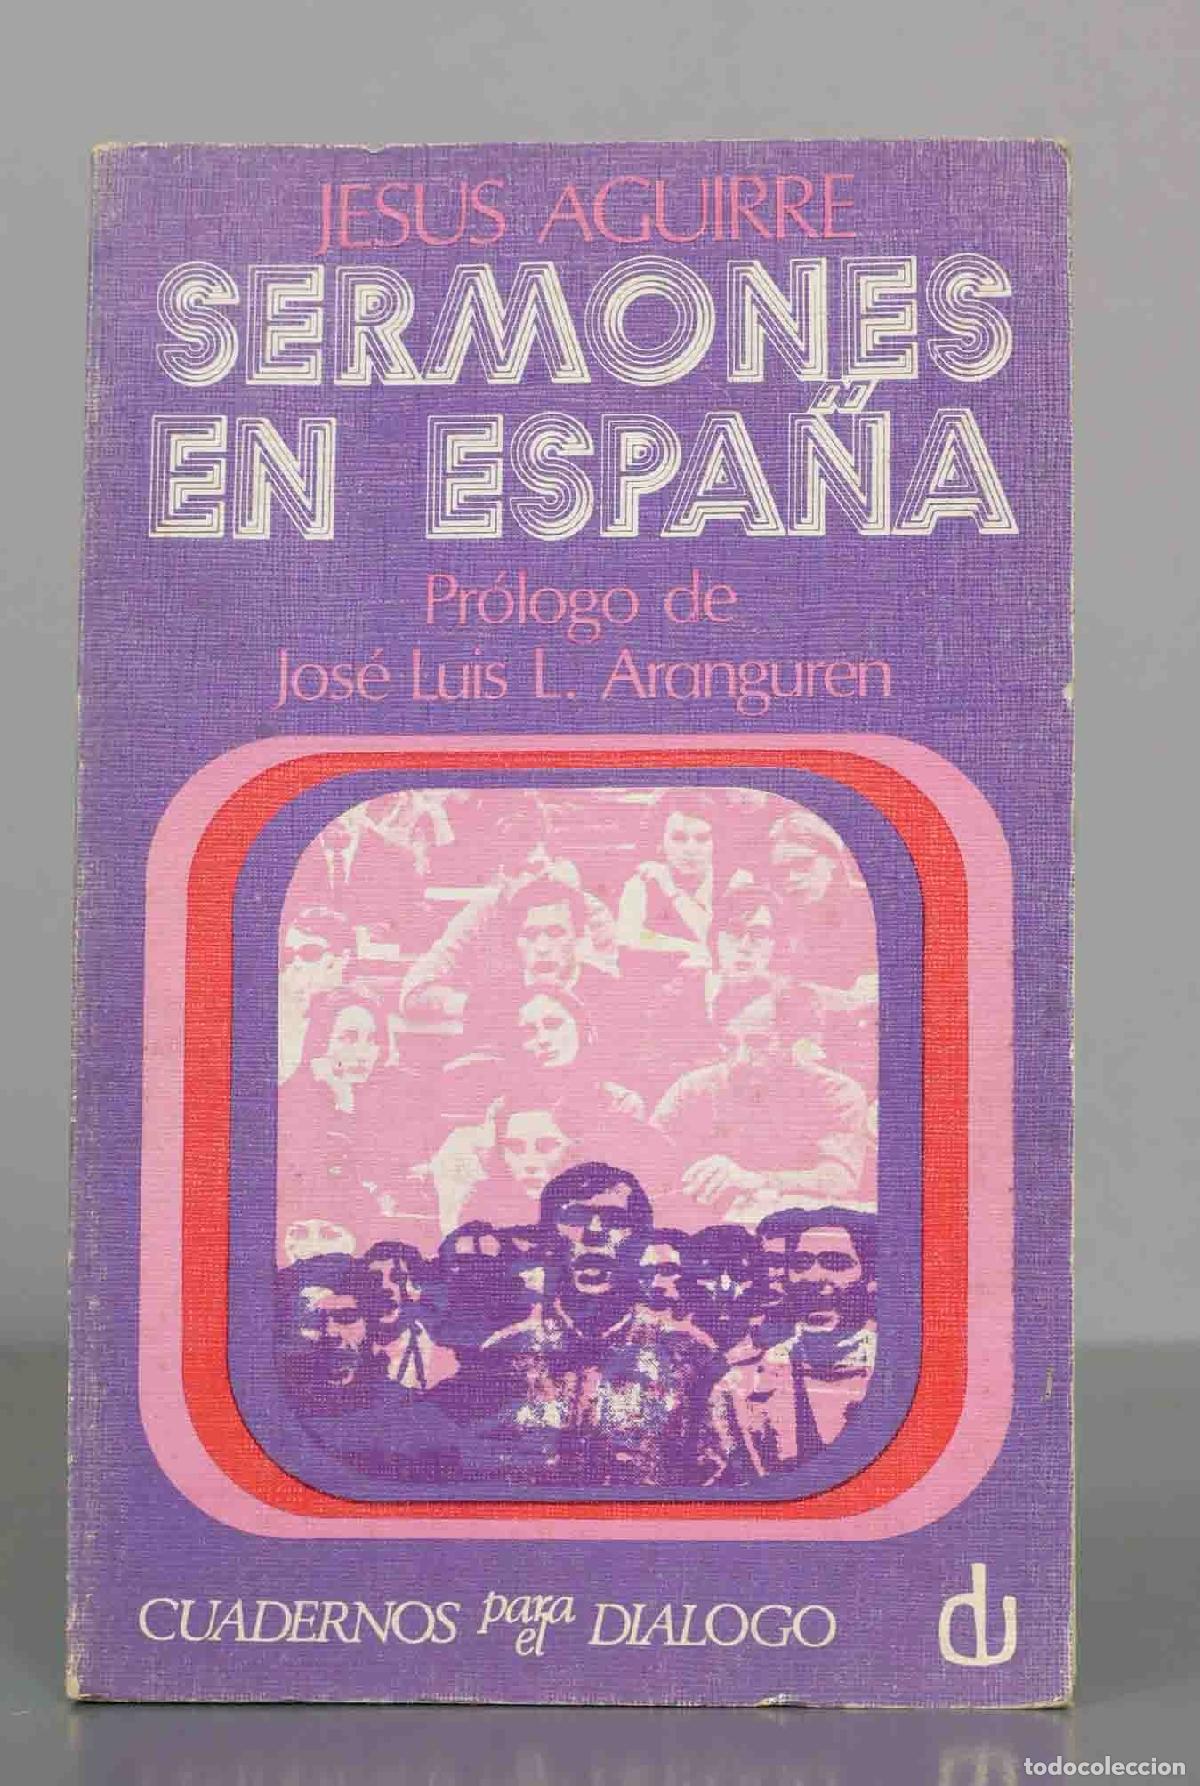 JESUS AGUIRRE
SERMONES
EN ESPAÑA
Prólogo de
José Luis L. Aranguren
CUADERNOS para el DIALOGO
du
todocoleccion